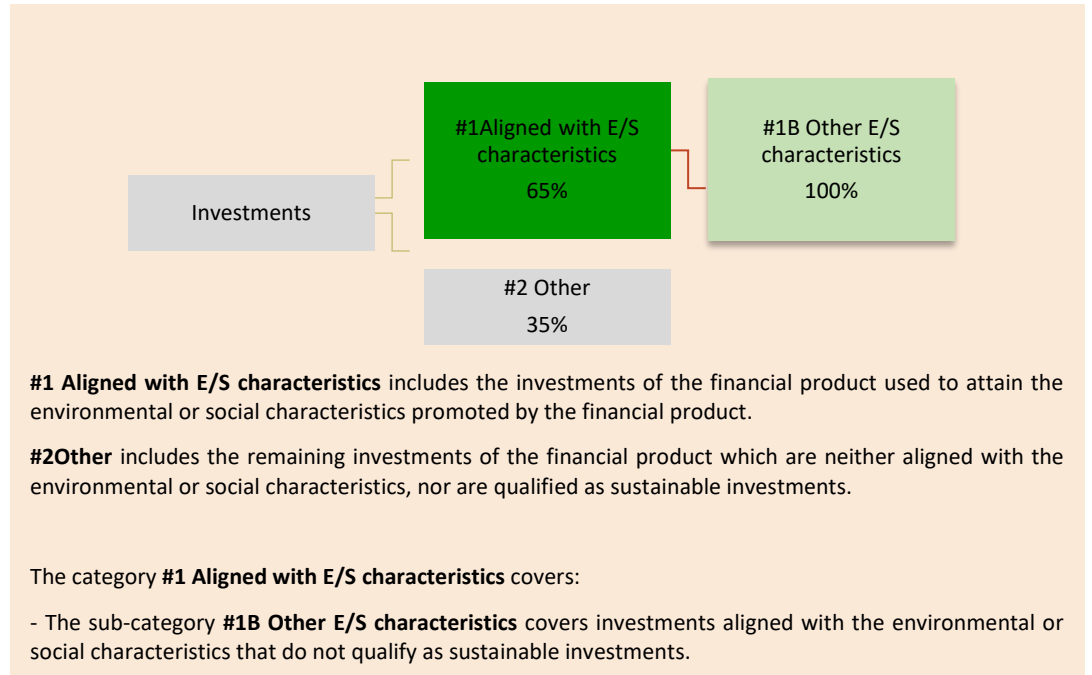 #1Aligned with E/S
characteristics
65%
#1B Other E/S
characteristics
100%
Investments
#2 Other
35%
#1 Aligned with E/S characteristics includes the investments of the financial product used to attain the
environmental or social characteristics promoted by the financial product.
#2Other includes the remaining investments of the financial product which are neither aligned with the
environmental or social characteristics, nor are qualified as sustainable investments.
The category #1 Aligned with E/S characteristics covers:
- The sub-category #1B Other E/S characteristics covers investments aligned with the environmental or
social characteristics that do not qualify as sustainable investments.